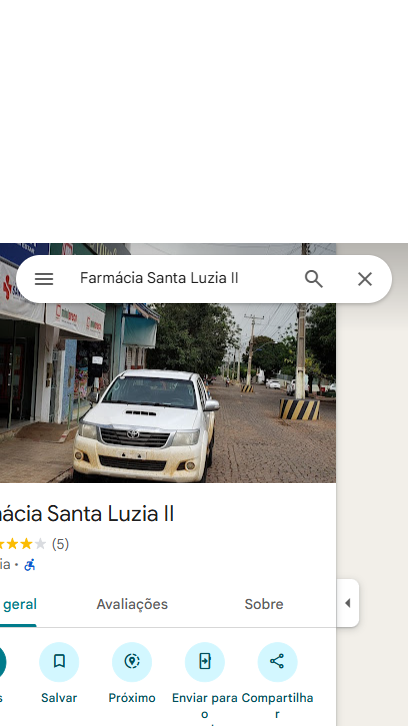 Farmácia Santa Luzia II
mácia Santa Luzia II
(5)
ia ·
geral
Avaliações
Sobre
s
Salvar
Próximo
Enviar para o
Compartilhar